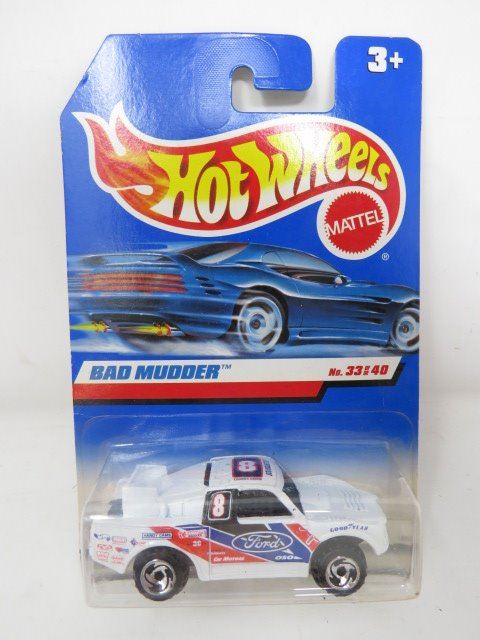 3+
HOT WHEELS
MATTEL
®
BAD MUDDER™
No. 33 OF 40
8
8
GOODYEAR
Ford